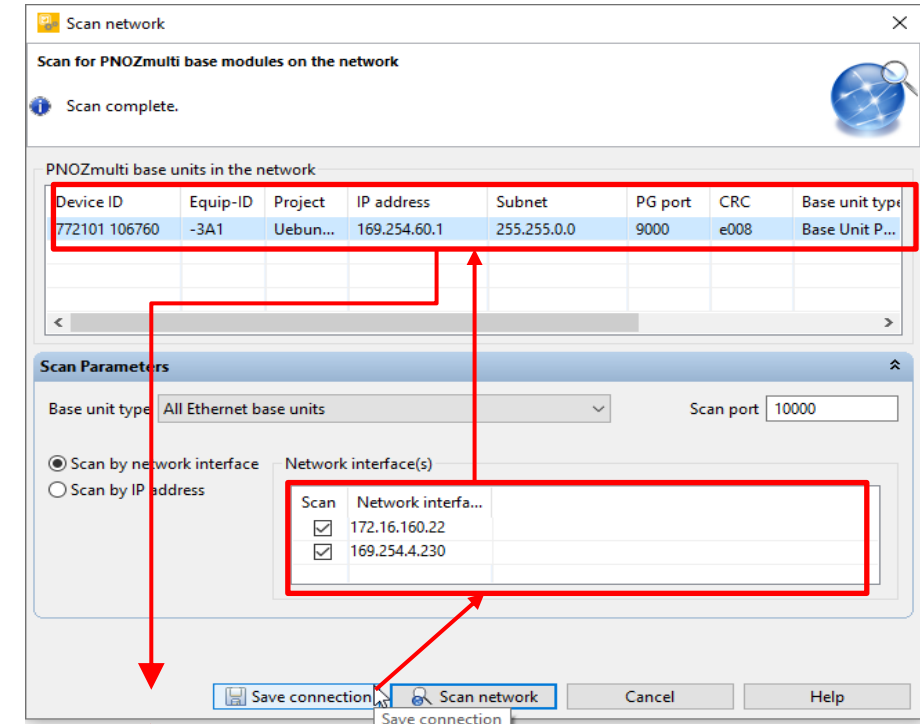 Scan network
Scan for PNOZmulti base modules on the network
Scan complete.
PNOZmulti base units in the network
Device ID Equip-ID Project IP address Subnet PG port CRC Base unit type
772101 106760 -3A1 Uebun... 169.254.60.1 255.255.0.0 9000 e008 Base Unit P...
Scan Parameters
Base unit type All Ethernet base units Scan port 10000
Scan by network interface Network interface(s)
Scan by IP address
Scan Network interfa...
172.16.160.22
169.254.4.230
Save connection Scan network Cancel Help
Save connection